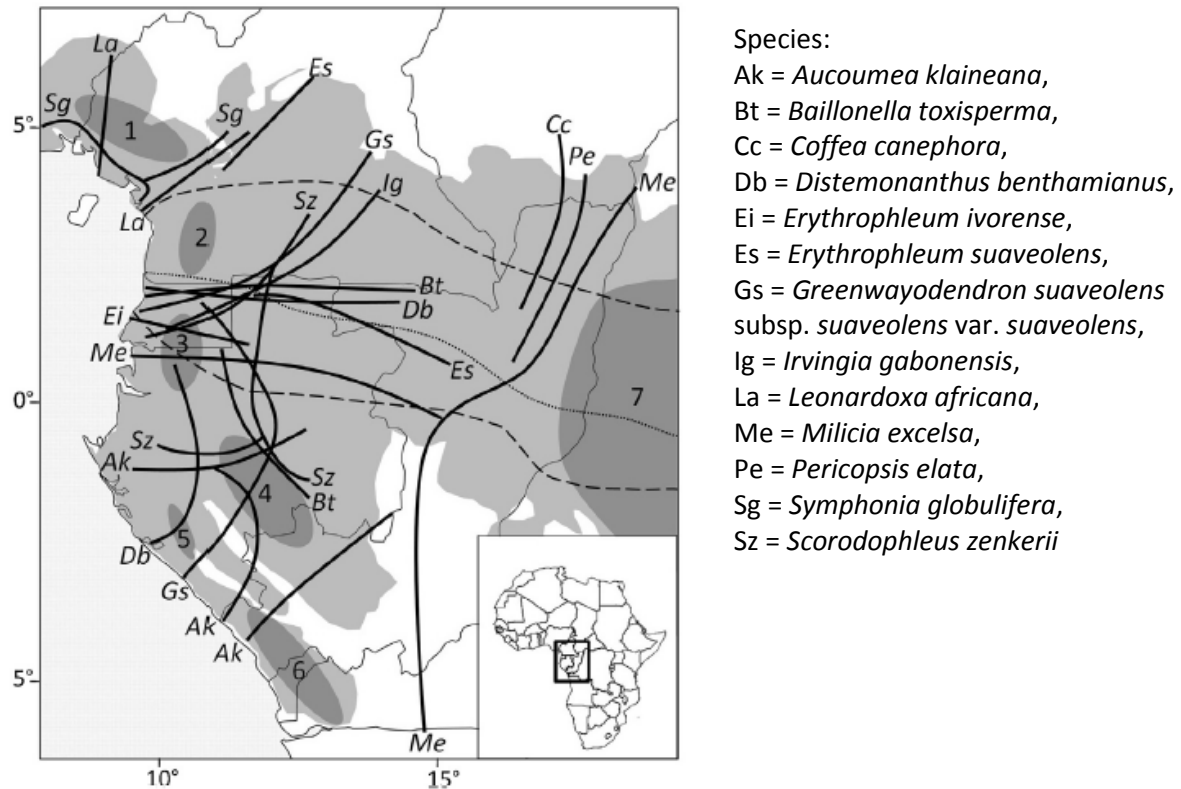 La
Es
Sg
Sg
1
5°
Gs
Cc
Pe
Ig
Me
Sz
La
2
Bt
Db
Ei
3
Me
Es
7
0°
Sz
Ak
Sz
4
Bt
5
Db
Gs
Ak
Ak
6
5°
Me
10°
15°
Species:
Ak = Aucoumea klaineana,
Bt = Baillonella toxisperma,
Cc = Coffea canephora,
Db = Distemonanthus benthamianus,
Ei = Erythrophleum ivorense,
Es = Erythrophleum suaveolens,
Gs = Greenwayodendron suaveolens
subsp. suaveolens var. suaveolens,
Ig = Irvingia gabonensis,
La = Leonardoxa africana,
Me = Milicia excelsa,
Pe = Pericopsis elata,
Sg = Symphonia globulifera,
Sz = Scorodophleus zenkerii